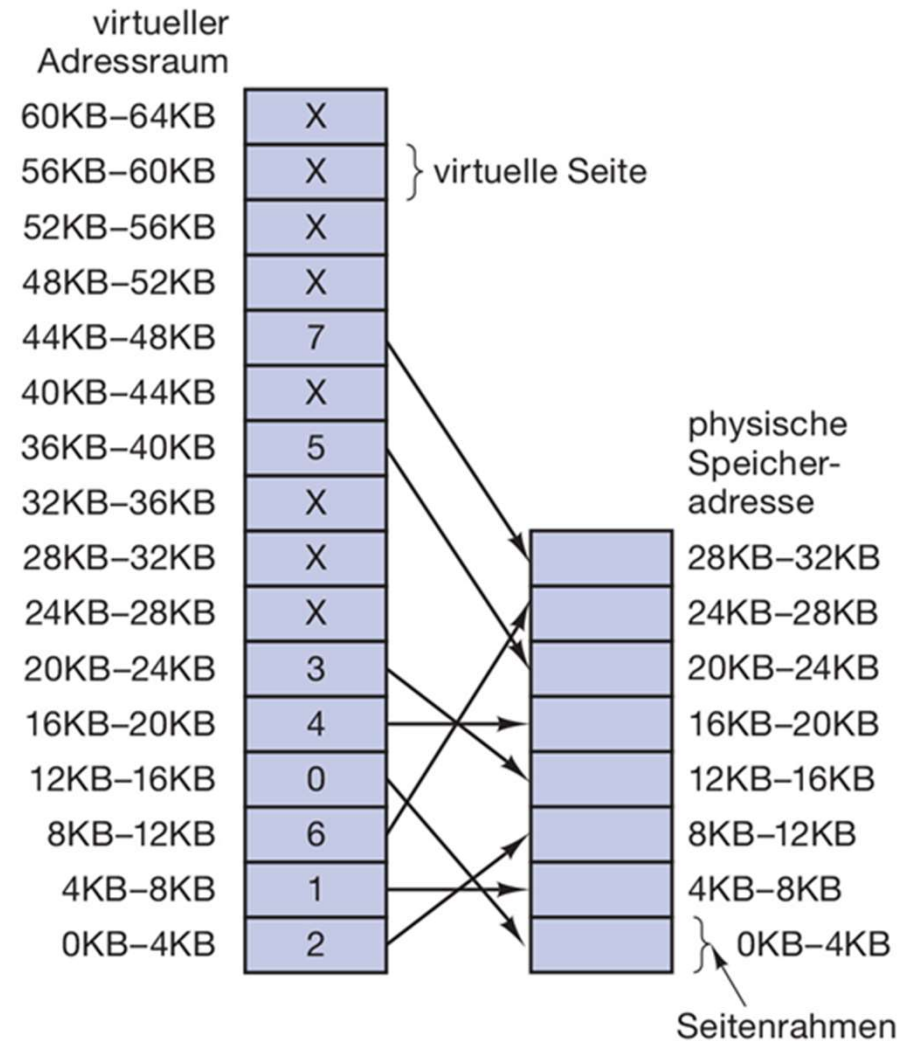 virtueller
Adressraum
60KB–64KB X
56KB–60KB X virtuelle Seite
52KB–56KB X
48KB–52KB X
44KB–48KB 7
40KB–44KB X
36KB–40KB 5
32KB–36KB X
28KB–32KB X
24KB–28KB X
20KB–24KB 3
16KB–20KB 4
12KB–16KB 0
8KB–12KB 6
4KB–8KB 1
0KB–4KB 2
physische
Speicher-
adresse
28KB–32KB
24KB–28KB
20KB–24KB
16KB–20KB
12KB–16KB
8KB–12KB
4KB–8KB
0KB–4KB
Seitenrahmen